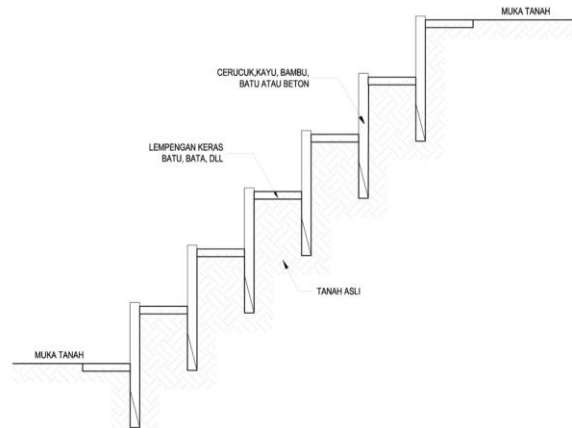 MUKA TANAH
CERUCUK,KAYU, BAMBU,
BATU ATAU BETON
LEMPENGAN KERAS
BATU, BATA, DLL
TANAH ASLI
MUKA TANAH